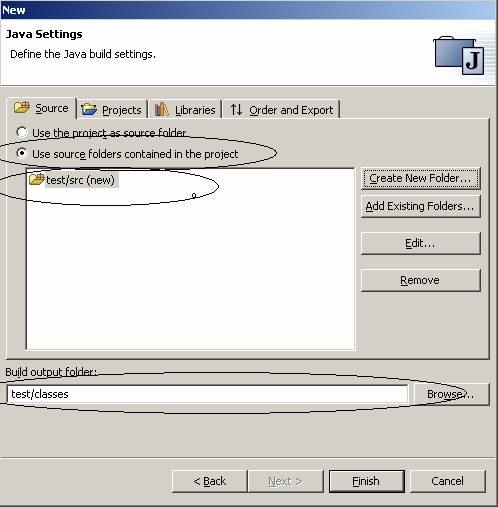 New
Java Settings
Define the Java build settings.
J
Source Projects Libraries Order and Export
Use the project as source folder
Use source folders contained in the project
test/src (new)
Create New Folder...
Add Existing Folders...
Edit...
Remove
Build output folder:
test/classes
Browse...
< Back Next > Finish Cancel